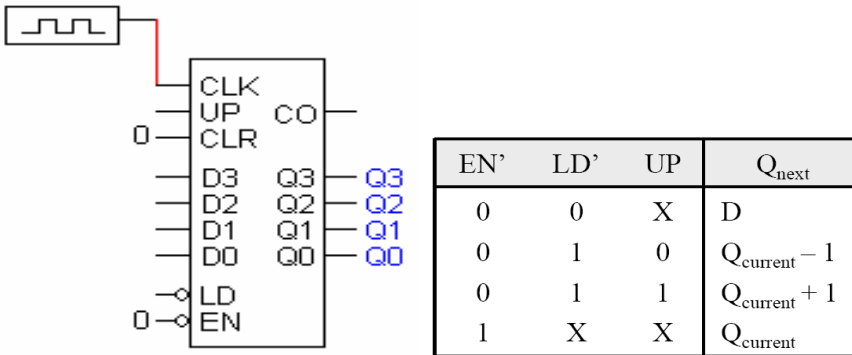 CLK
UP CO
0 CLR
D3 Q3 Q3
D2 Q2 Q2
D1 Q1 Q1
D0 Q0 Q0
LD
0 EN
EN’ LD’ UP Qnext
0 0 X D
0 1 0 Qcurrent – 1
0 1 1 Qcurrent + 1
1 X X Qcurrent